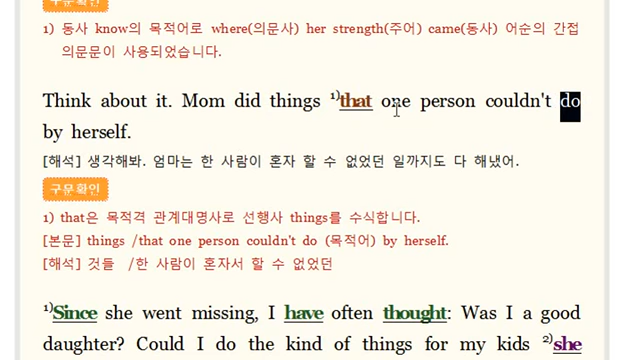 구문확인
1) 동사 know의 목적어로 where(의문사) her strength(주어) came(동사) 어순의 간접
의문문이 사용되었습니다.
Think about it. Mom did things 1)that one person couldn't do
by herself.
[해석] 생각해봐. 엄마는 한 사람이 혼자 할 수 없었던 일까지도 다 해냈어.
구문확인
1) that은 목적격 관계대명사로 선행사 things를 수식합니다.
[본문] things /that one person couldn't do (목적어) by herself.
[해석] 것들 /한 사람이 혼자서 할 수 없었던
1)Since she went missing, I have often thought: Was I a good
daughter? Could I do the kind of things for my kids 2)she